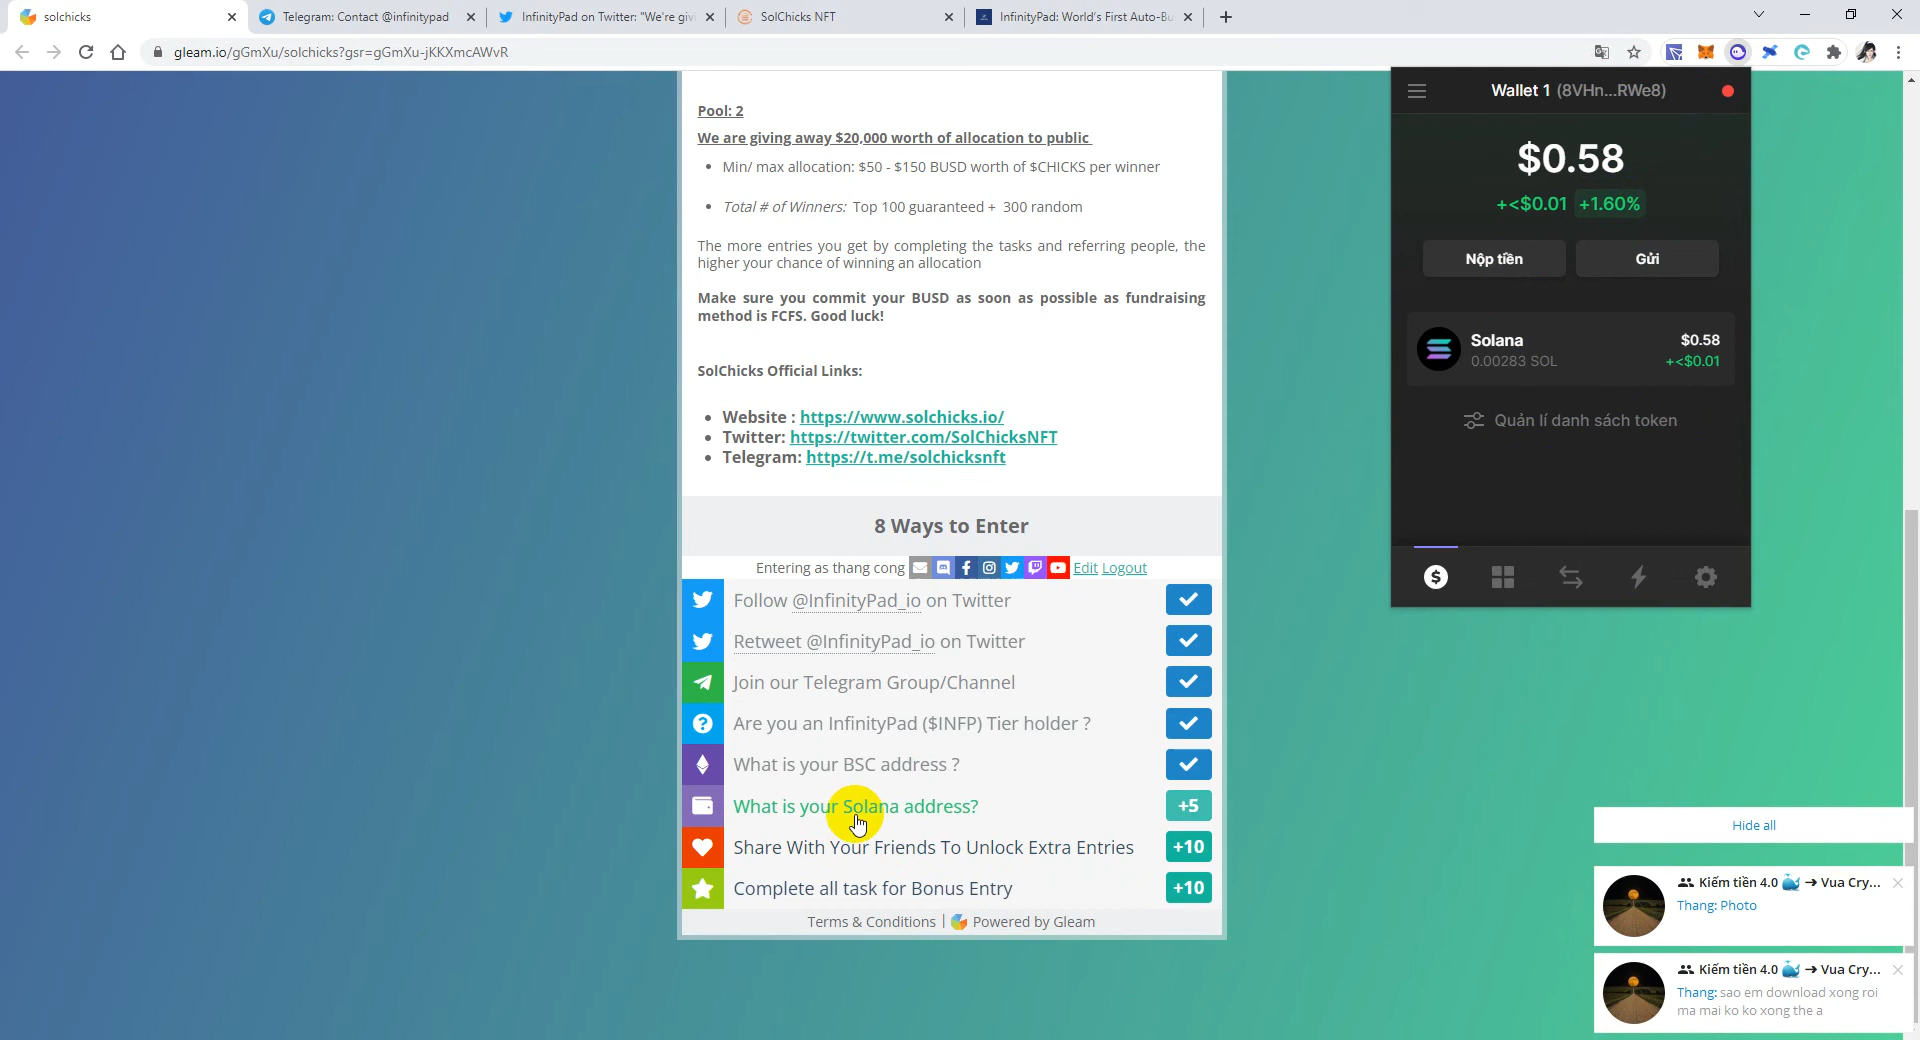 solchicks
Telegram: Contact @infinitypad
InfinityPad on Twitter: "We're givi
SolChicks NFT
InfinityPad: World's First Auto-Bu
gleam.io/gGmXu/solchicks?gsr=gGmXu-jKKXmcAWvR
Pool: 2
We are giving away $20,000 worth of allocation to public
• Min/ max allocation: $50 - $150 BUSD worth of $CHICKS per winner
• Total # of Winners: Top 100 guaranteed + 300 random
The more entries you get by completing the tasks and referring people, the
higher your chance of winning an allocation
Make sure you commit your BUSD as soon as possible as fundraising
method is FCFS. Good luck!
SolChicks Official Links:
• Website : https://www.solchicks.io/
• Twitter: https://twitter.com/SolChicksNFT
• Telegram: https://t.me/solchicksnft
8 Ways to Enter
Entering as thang cong Edit Logout
Follow @InfinityPad_io on Twitter
Retweet @InfinityPad_io on Twitter
Join our Telegram Group/Channel
Are you an InfinityPad ($INFP) Tier holder ?
What is your BSC address ?
What is your Solana address? +5
Share With Your Friends To Unlock Extra Entries +10
Complete all task for Bonus Entry +10
Terms & Conditions | Powered by Gleam
Wallet 1 (8VHn...RWe8)
$0.58
+<$0.01 +1.60%
Nộp tiền Gửi
Solana $0.58
0.00283 SOL +<$0.01
Quản lí danh sách token
Hide all
Kiếm tiền 4.0 → Vua Cry...
Thang: Photo
Kiếm tiền 4.0 → Vua Cry...
Thang: sao em download xong roi
ma mai ko ko xong the a